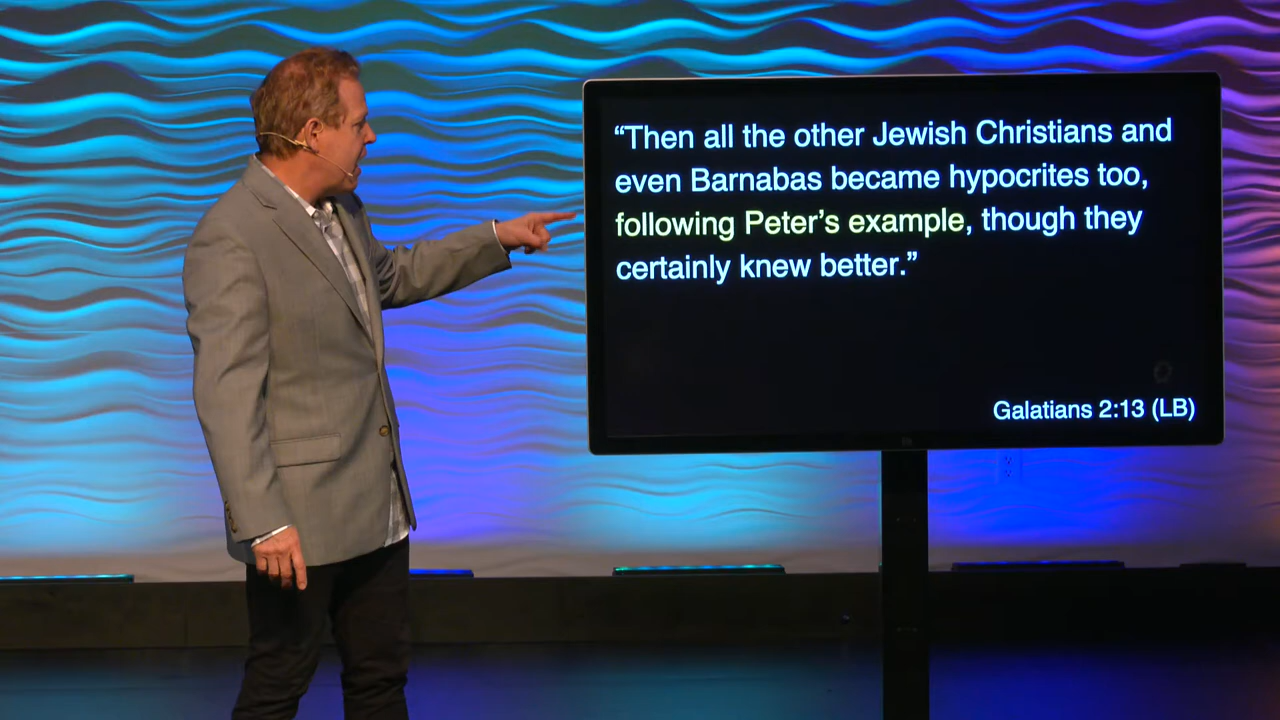 “Then all the other Jewish Christians and
even Barnabas became hypocrites too,
following Peter’s example, though they
certainly knew better.”
Galatians 2:13 (LB)